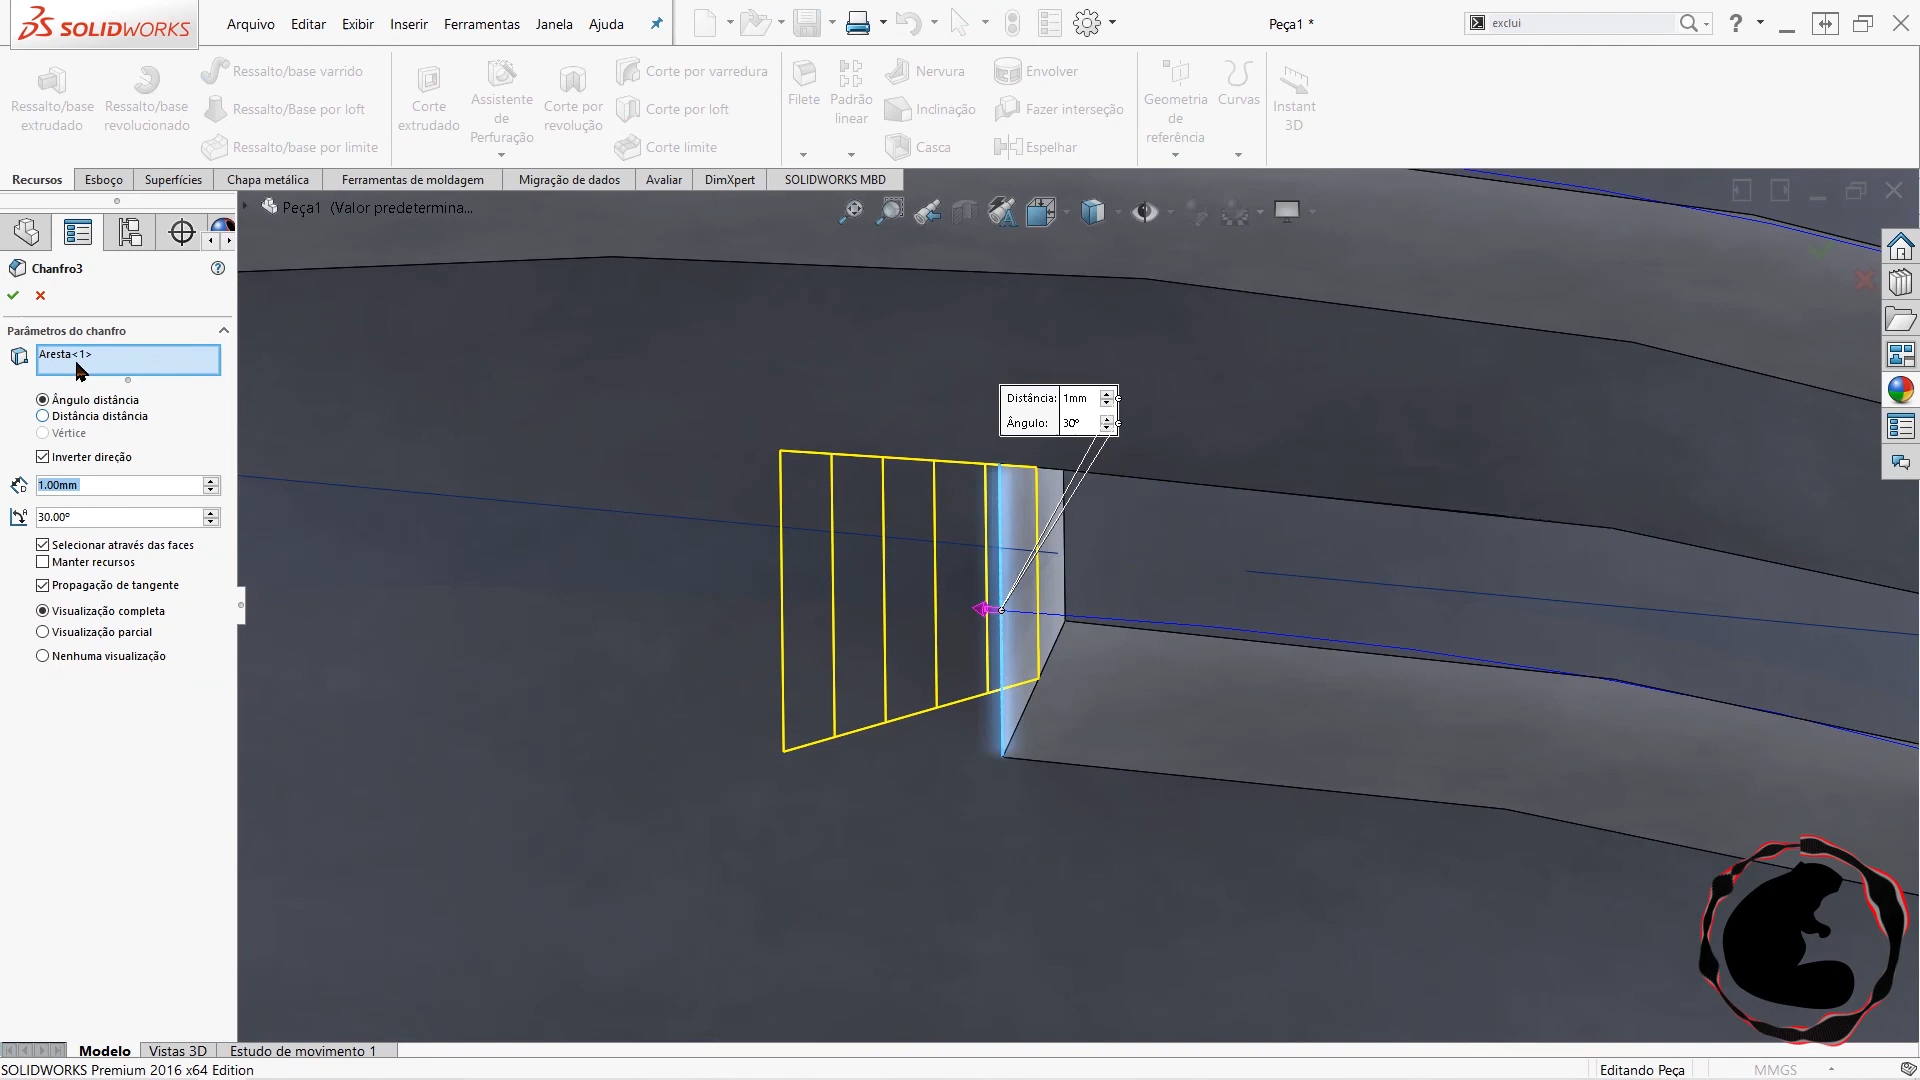 SOLIDWORKS
Arquivo Editar Exibir Inserir Ferramentas Janela Ajuda
Peça1 *
exclui
Ressalto/base extrudado
Ressalto/base revolucionado
Ressalto/base varrido
Ressalto/Base por loft
Ressalto/base por limite
Corte extrudado
Assistente de Perfuração
Corte por revolução
Corte por varredura
Corte por loft
Corte limite
Filete
Padrão linear
Nervura
Inclinação
Casca
Envolver
Fazer interseção
Espelhar
Geometria de referência
Curvas
Instant 3D
Recursos Esboço Superfícies Chapa metálica Ferramentas de moldagem Migração de dados Avaliar DimXpert SOLIDWORKS MBD
Peça1 (Valor predetermina...
Chanfro3
Parâmetros do chanfro
Aresta<1>
Ângulo distância
Distância distância
Vértice
Inverter direção
1.00mm
30.00º
Selecionar através das faces
Manter recursos
Propagação de tangente
Visualização completa
Visualização parcial
Nenhuma visualização
Distância: 1mm
Ângulo: 30º
Modelo Vistas 3D Estudo de movimento 1
SOLIDWORKS Premium 2016 x64 Edition
Editando Peça
MMGS